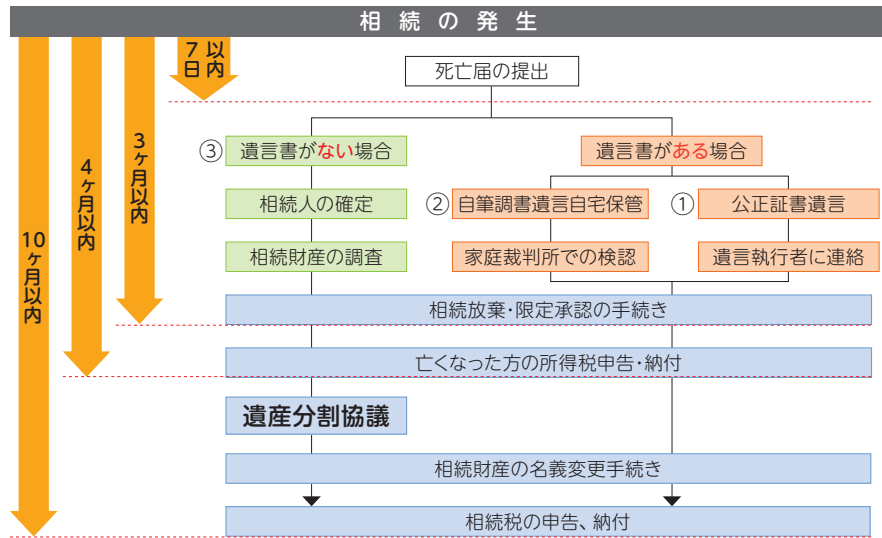 相続の発生
7日以内
3ヶ月以内
4ヶ月以内
10ヶ月以内
死亡届の提出
③ 遺言書がない場合
遺言書がある場合
相続人の確定
② 自筆調書遺言自宅保管
① 公正証書遺言
相続財産の調査
家庭裁判所での検認
遺言執行者に連絡
相続放棄・限定承認の手続き
亡くなった方の所得税申告・納付
遺産分割協議
相続財産の名義変更手続き
相続税の申告、納付